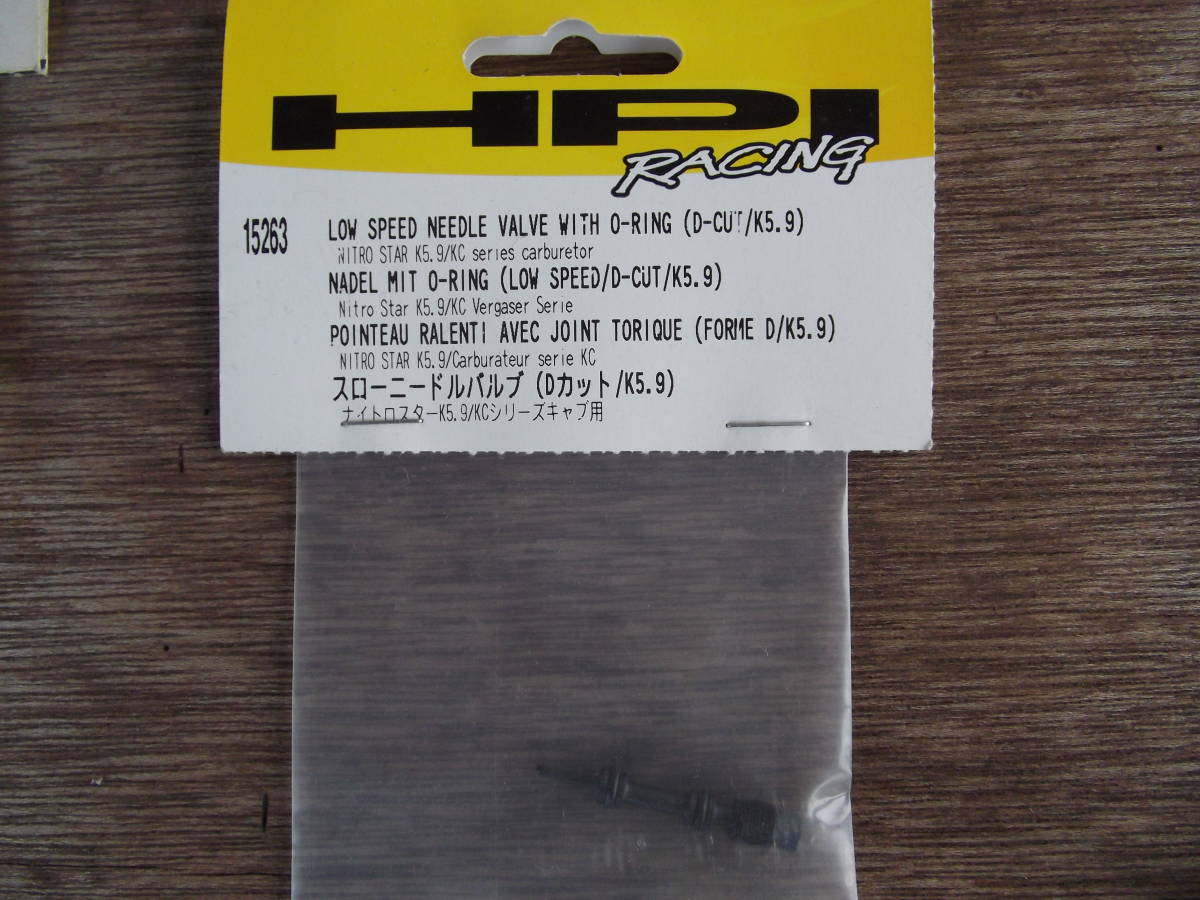 HPI
RACING
15263
LOW SPEED NEEDLE VALVE WITH O-RING (D-CUT/K5.9)
NITRO STAR K5.9/KC series carburetor
NADEL MIT O-RING (LOW SPEED/D-CUT/K5.9)
Nitro Star K5.9/KC Vergaser Serie
POINTEAU RALENTI AVEC JOINT TORIQUE (FORME D/K5.9)
NITRO STAR K5.9/Carburateur serie KC
スローニードルバルブ (Dカット/K5.9)
ナイトロスターK5.9/KCシリーズキャブ用